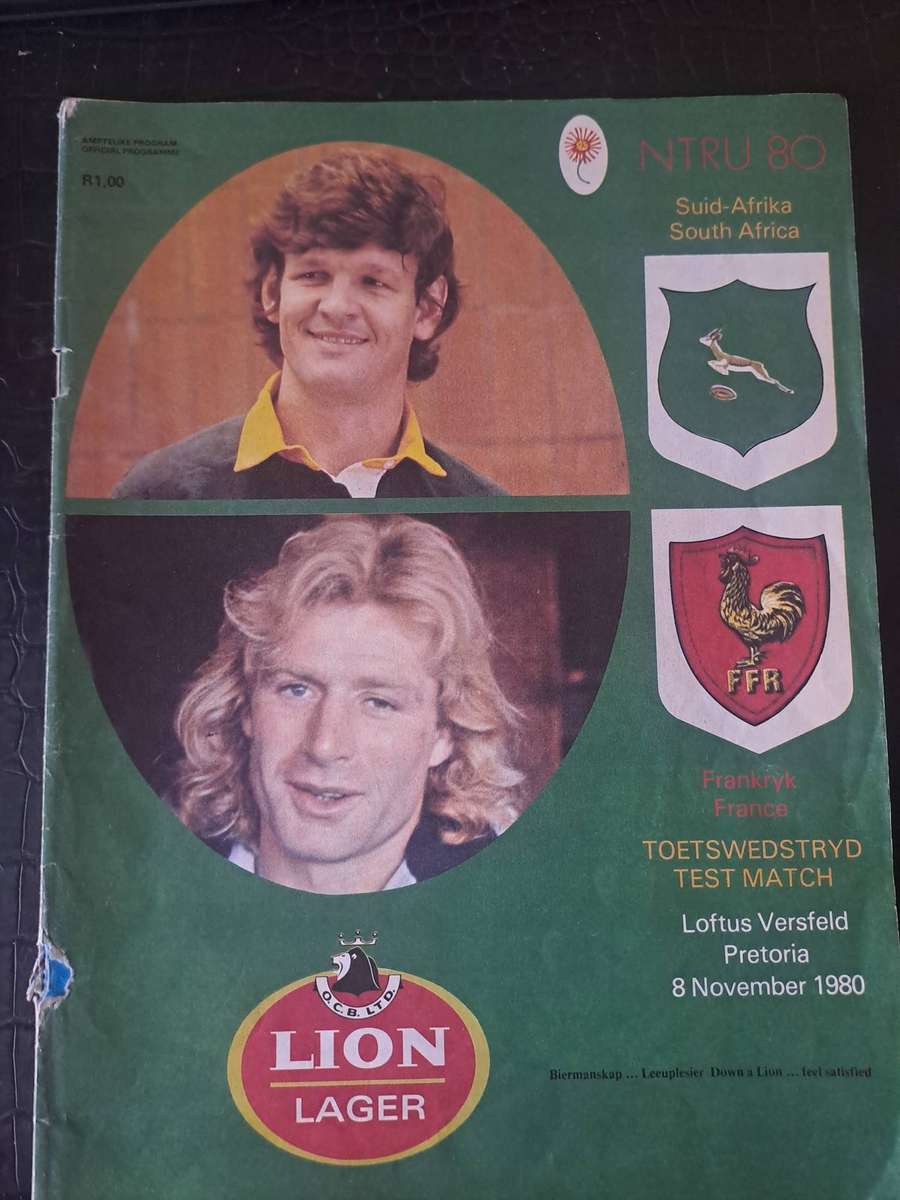 AMPTELIKE PROGRAM
OFFICIAL PROGRAMME
R1,00
NTRU 80
Suid-Afrika
South Africa
FFR
Frankryk
France
TOETSWEDSTRYD
TEST MATCH
Loftus Versfeld
Pretoria
8 November 1980
O.C.B. LTD.
LION
LAGER
Biermanskap ... Leeuplesier Down a Lion ... feel satisfied